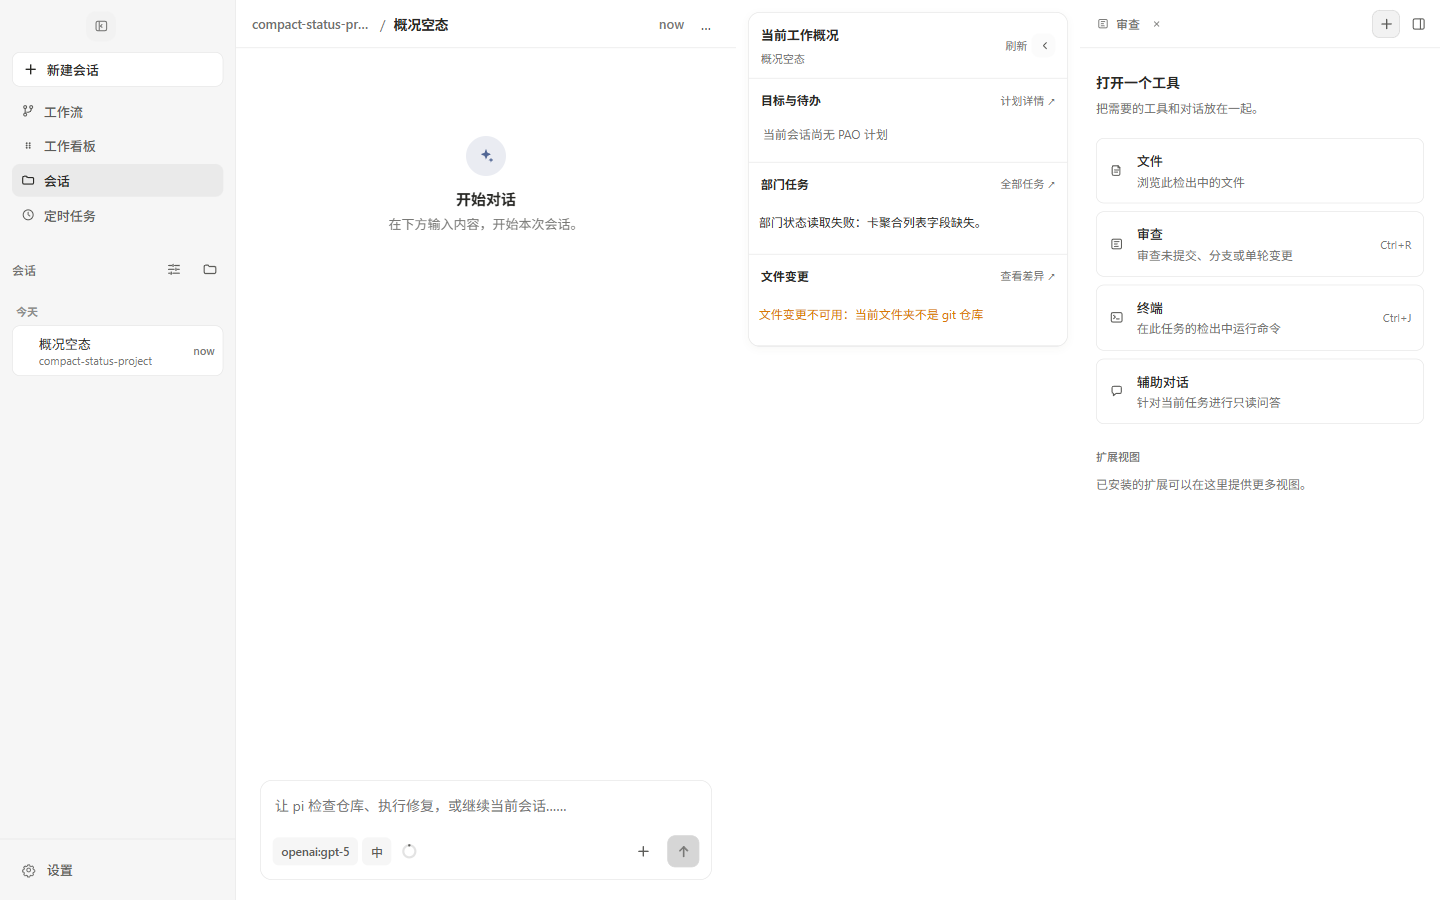 新建会话
工作流
工作看板
会话
定时任务
会话
今天
概况空态
compact-status-project
now
设置
compact-status-pr... / 概况空态
now
...
开始对话
在下方输入内容，开始本次会话。
让 pi 检查仓库、执行修复，或继续当前会话......
openai:gpt-5
中
当前工作概况
概况空态
刷新
目标与待办
计划详情 ↗
当前会话尚无 PAO 计划
部门任务
全部任务 ↗
部门状态读取失败：卡聚合列表字段缺失。
文件变更
查看差异 ↗
文件变更不可用：当前文件夹不是 git 仓库
审查 ×
打开一个工具
把需要的工具和对话放在一起。
文件
浏览此检出中的文件
审查
审查未提交、分支或单轮变更
Ctrl+R
终端
在此任务的检出中运行命令
Ctrl+J
辅助对话
针对当前任务进行只读问答
扩展视图
已安装的扩展可以在这里提供更多视图。